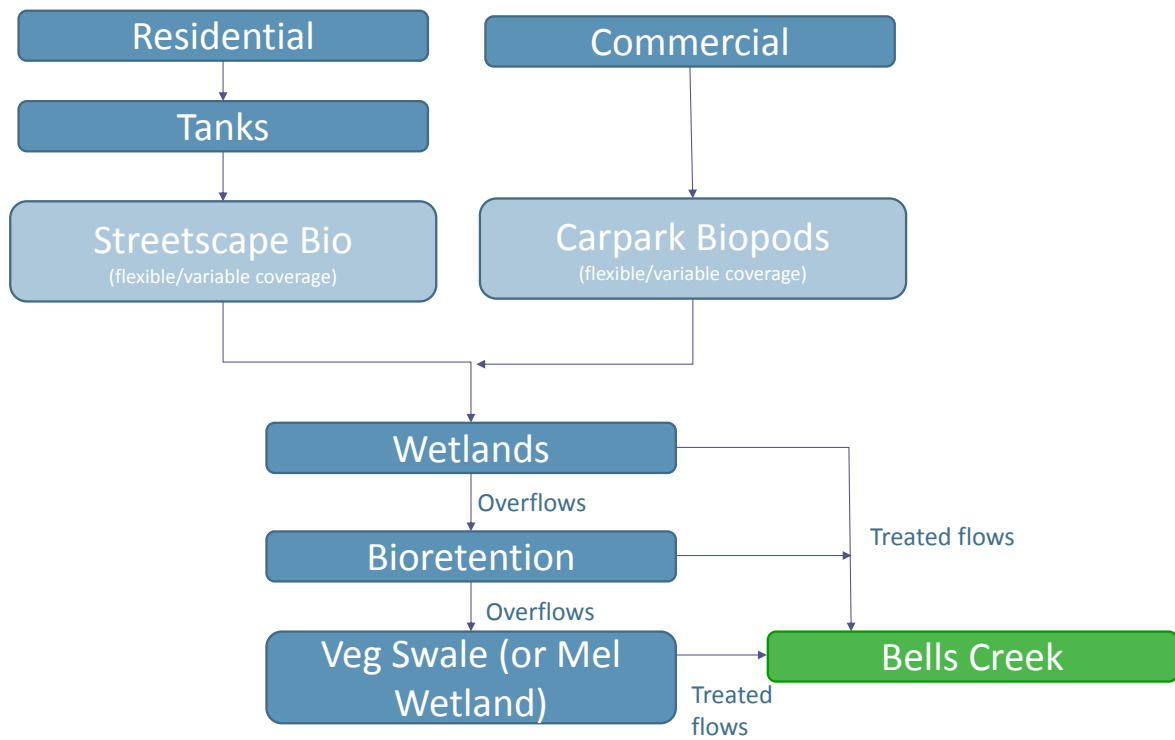 Residential
Commercial
Tanks
Streetscape Bio
(flexible/variable coverage)
Carpark Biopods
(flexible/variable coverage)
Wetlands
Overflows
Treated flows
Bioretention
Overflows
Veg Swale (or Mel
Wetland)
Bells Creek
Treated
flows